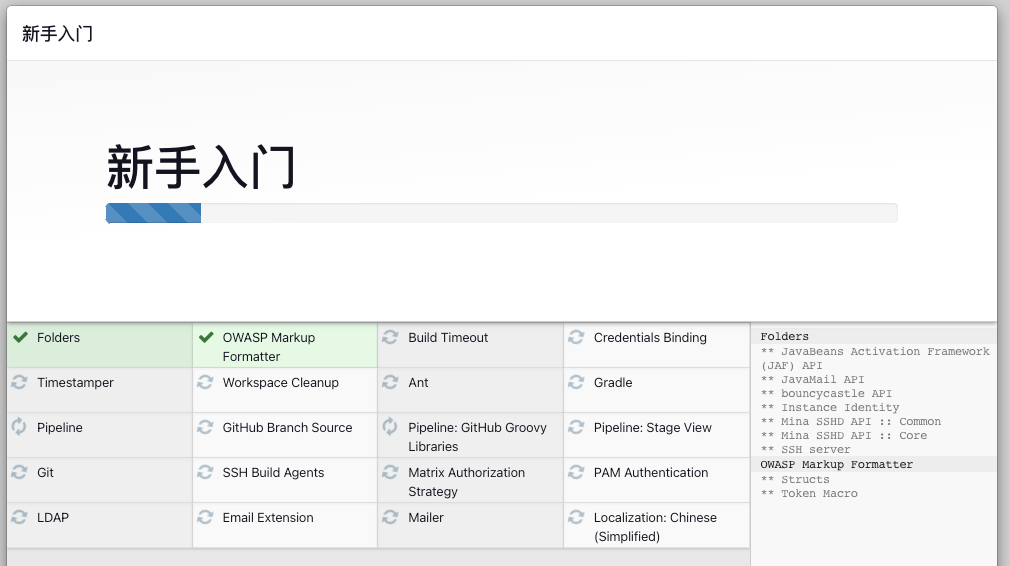 新手入门
新手入门
Folders
OWASP Markup
Formatter
Build Timeout
Credentials Binding
Timestamper
Workspace Cleanup
Ant
Gradle
Pipeline
GitHub Branch Source
Pipeline: GitHub Groovy
Libraries
Pipeline: Stage View
Git
SSH Build Agents
Matrix Authorization
Strategy
PAM Authentication
LDAP
Email Extension
Mailer
Localization: Chinese
(Simplified)
Folders
** JavaBeans Activation Framework
(JAF) API
** JavaMail API
** bouncycastle API
** Instance Identity
** Mina SSHD API :: Common
** Mina SSHD API :: Core
** SSH server
OWASP Markup Formatter
** Structs
** Token Macro